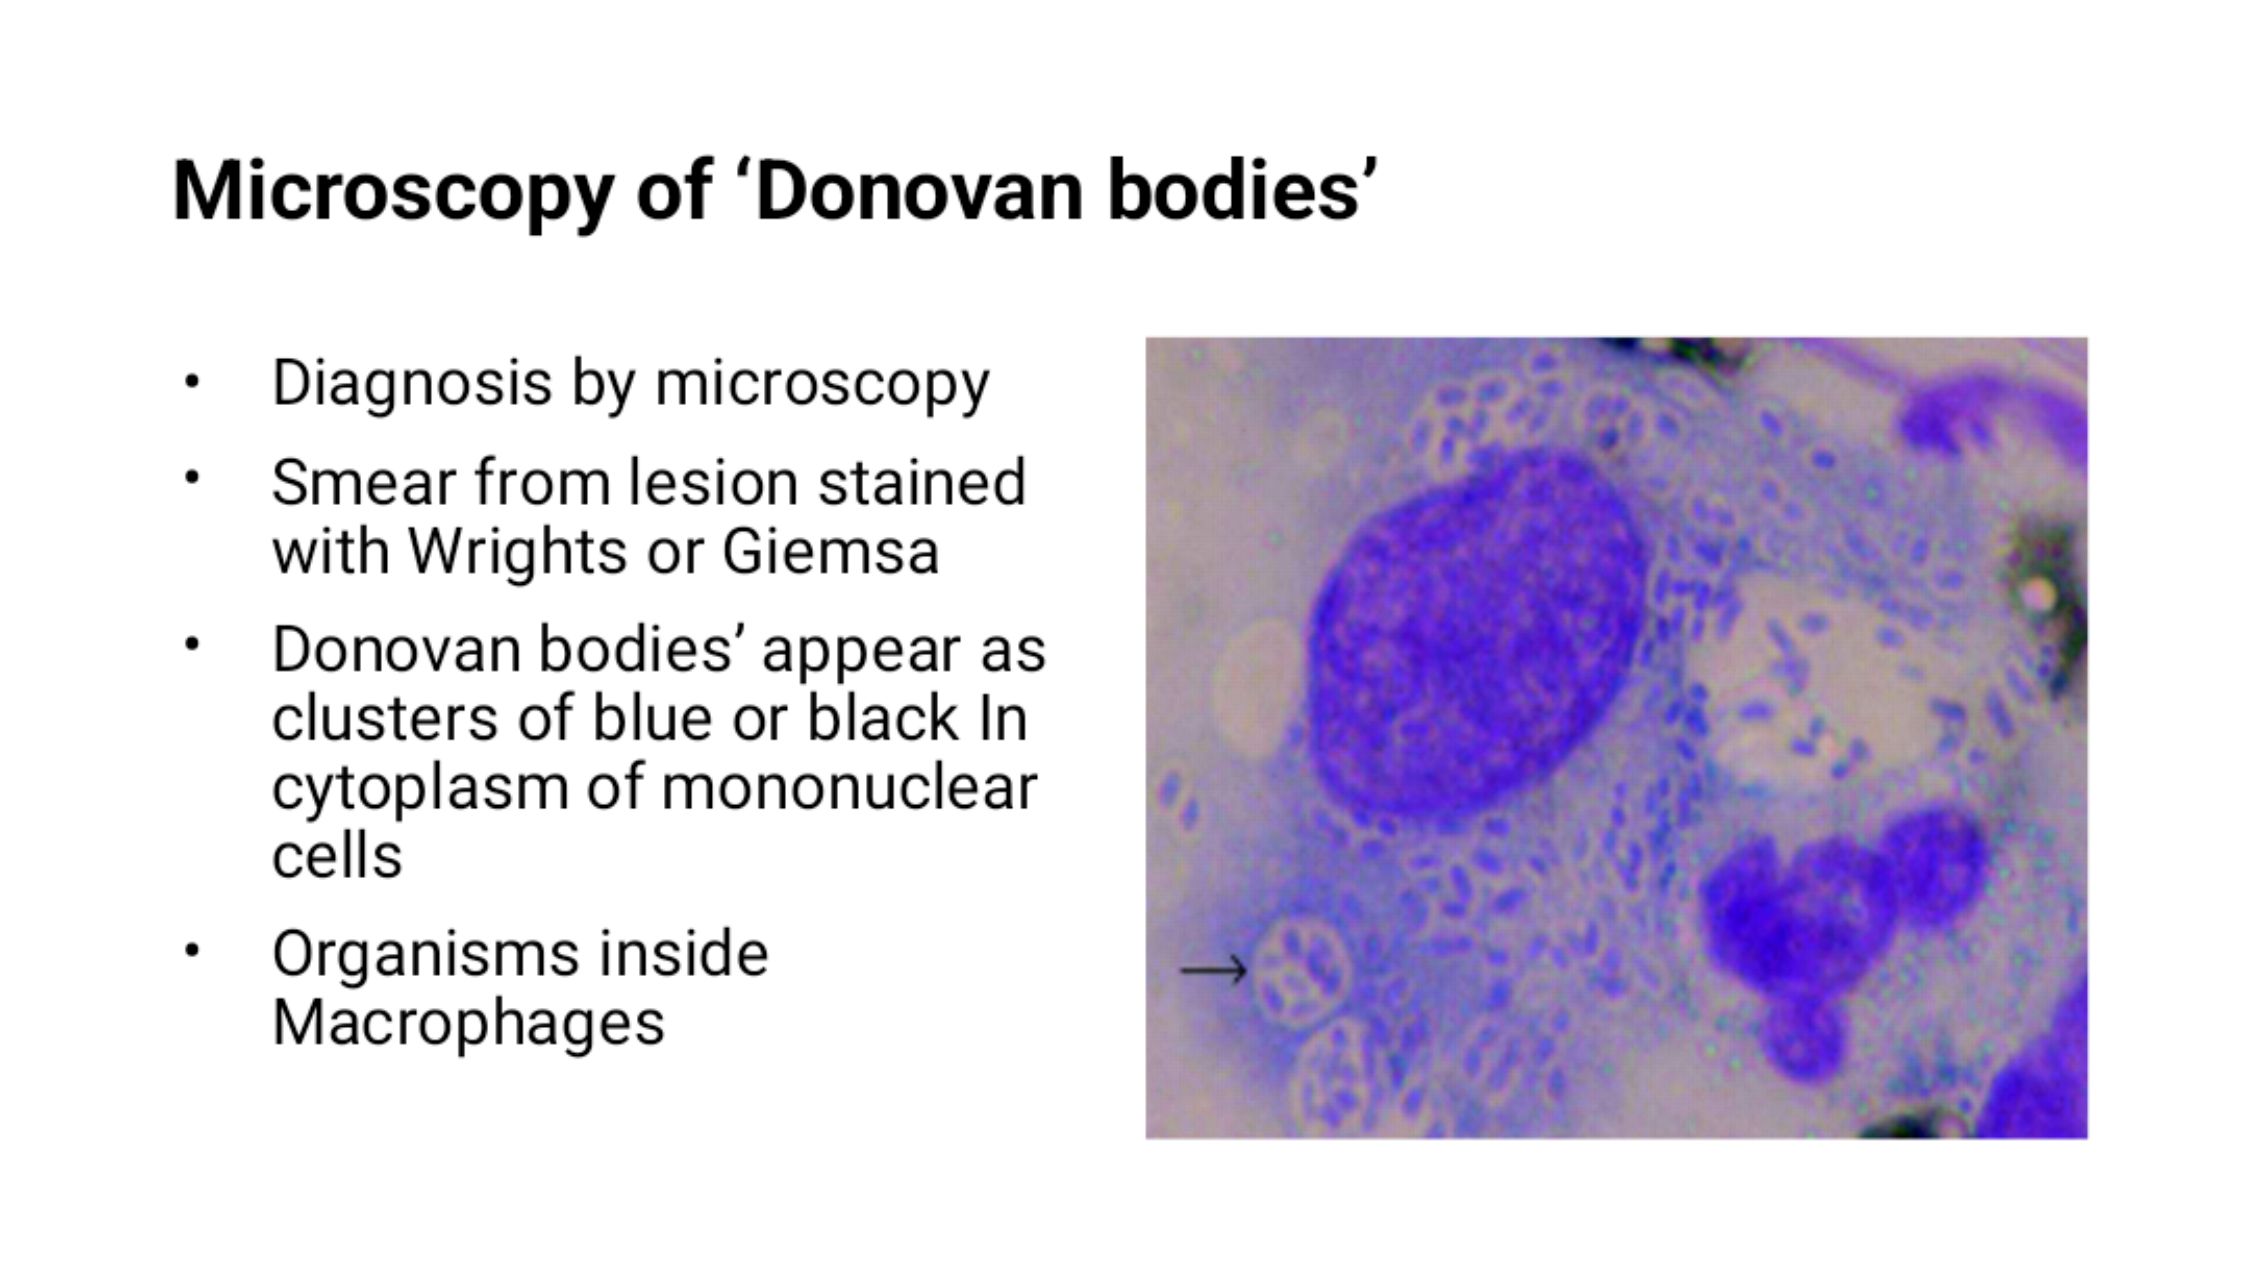 Microscopy of ‘Donovan bodies’
• Diagnosis by microscopy
• Smear from lesion stained
with Wrights or Giemsa
• Donovan bodies’ appear as
clusters of blue or black In
cytoplasm of mononuclear
cells
• Organisms inside
Macrophages